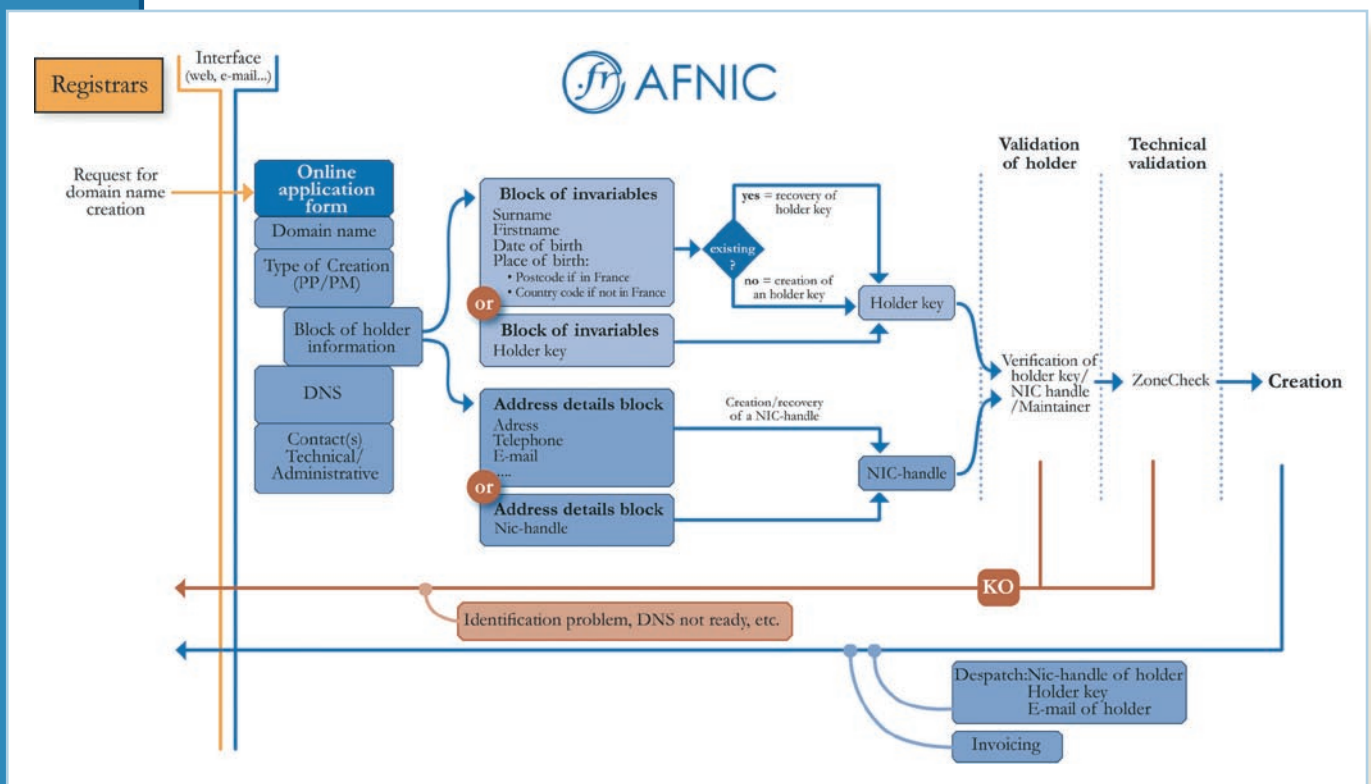 Registrars
Interface
(web, e-mail...)
.fr AFNIC
Request for
domain name
creation
Online
application
form
Domain name
Type of Creation
(PP/PM)
Block of holder
information
DNS
Contact(s)
Technical/
Administrative
Block of invariables
Surname
Firstname
Date of birth
Place of birth:
• Postcode if in France
• Country code if not in France
or
Block of invariables
Holder key
existing
?
yes = recovery of
holder key
no = creation of
an holder key
Holder key
Address details block
Adress
Telephone
E-mail
....
or
Address details block
Nic-handle
Creation/recovery
of a NIC-handle
NIC-handle
Validation
of holder
Verification of
holder key/
NIC handle
/Maintainer
Technical
validation
ZoneCheck
Creation
KO
Identification problem, DNS not ready, etc.
Despatch:Nic-handle of holder
Holder key
E-mail of holder
Invoicing